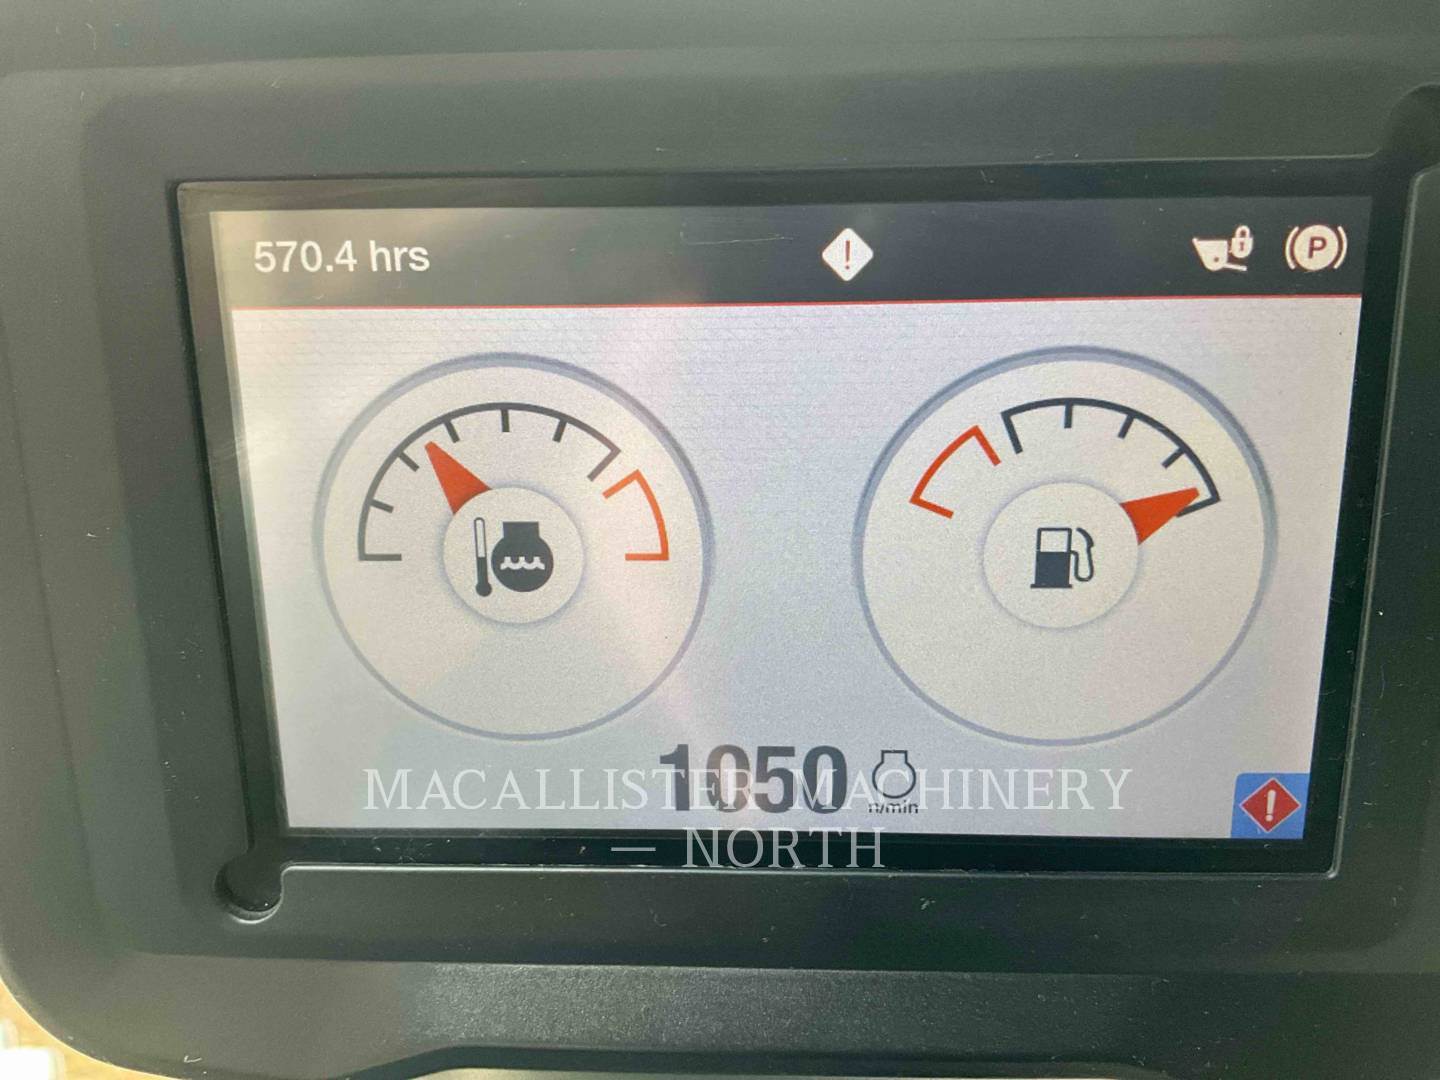 570.4 hrs
!
P
1050
n/min
!
MACALLISTER MACHINERY
— NORTH